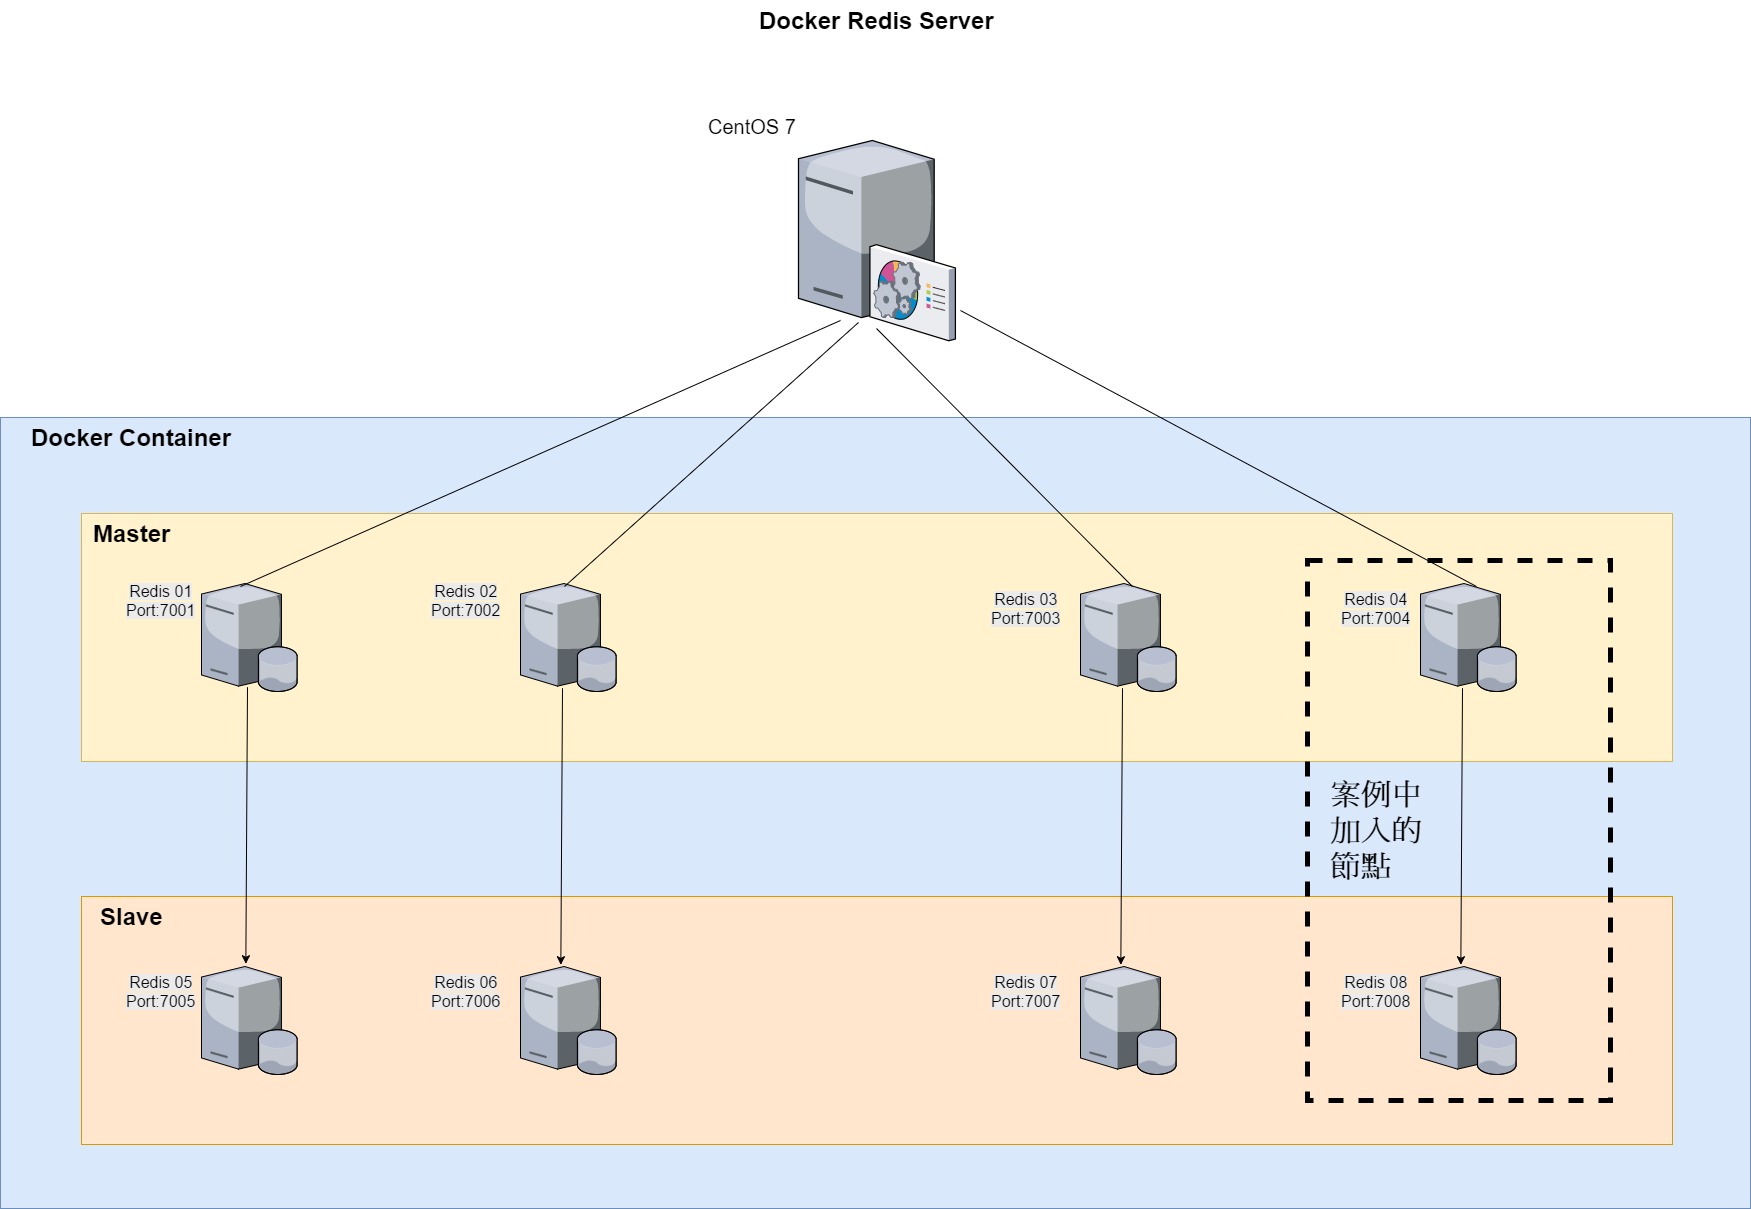 Docker Redis Server
CentOS 7
Docker Container
Master
Redis 01
Port:7001
Redis 02
Port:7002
Redis 03
Port:7003
Redis 04
Port:7004
案例中
加入的
節點
Slave
Redis 05
Port:7005
Redis 06
Port:7006
Redis 07
Port:7007
Redis 08
Port:7008